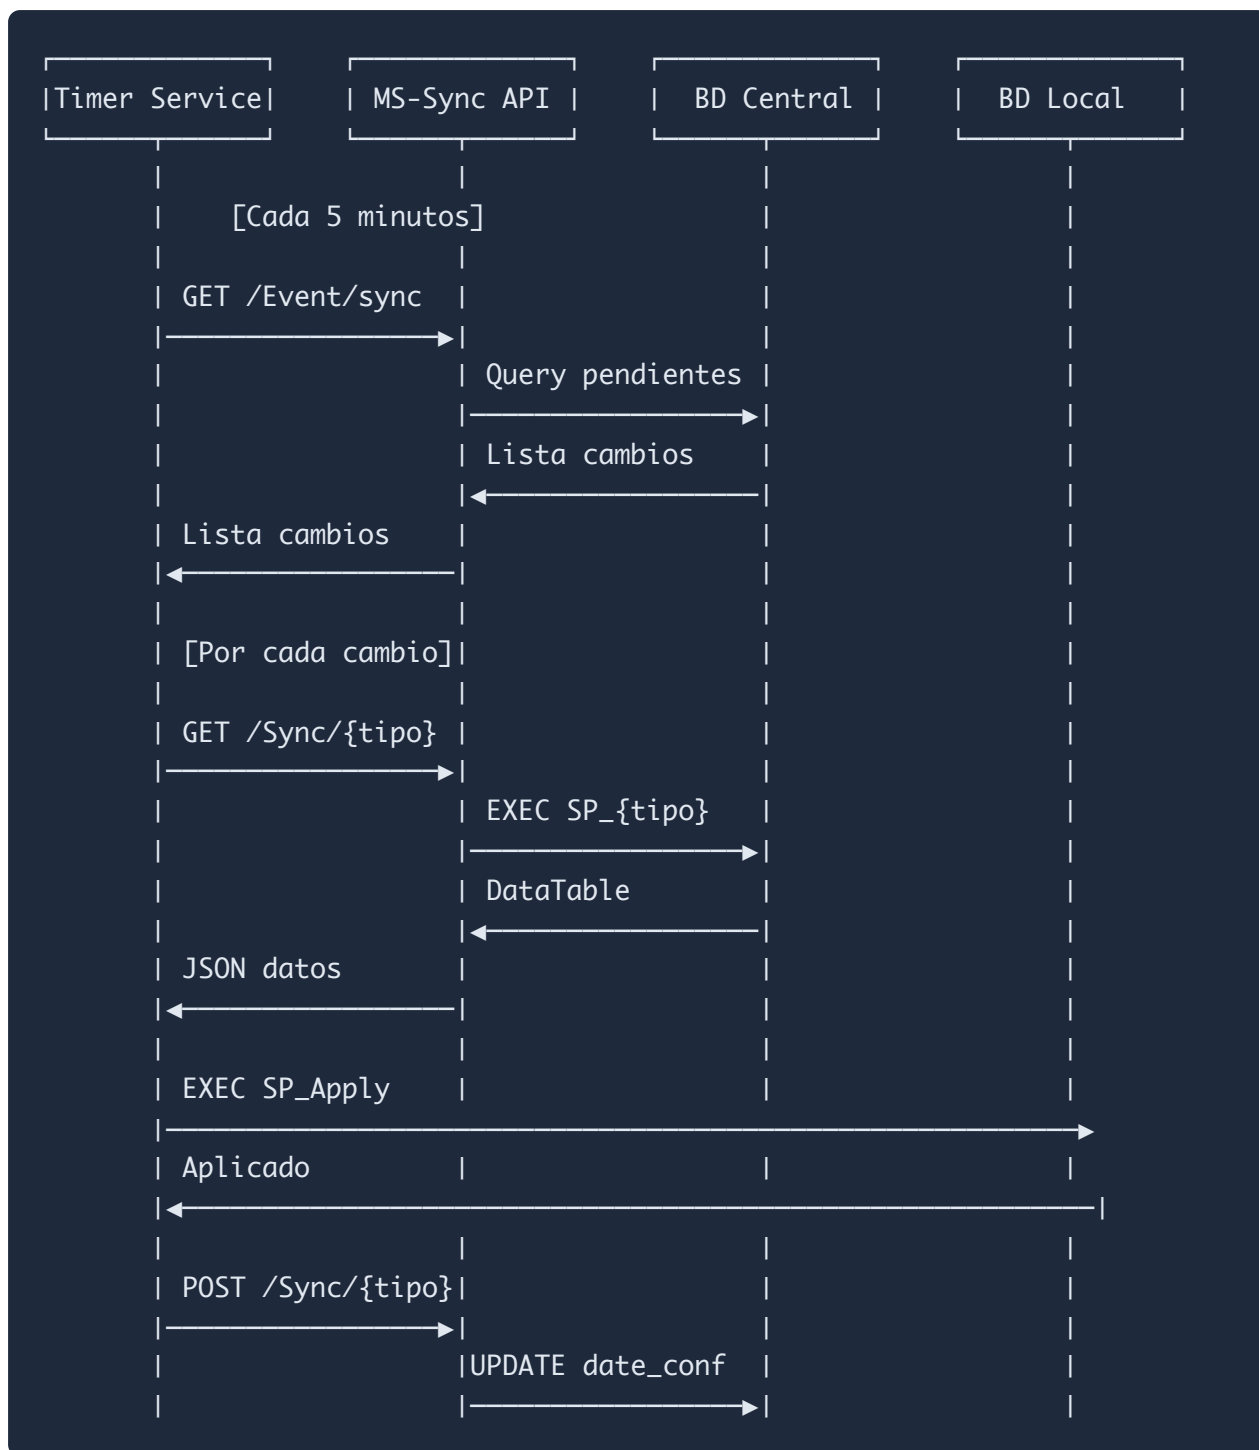 Timer Service MS-Sync API BD Central BD Local
[Cada 5 minutos]
GET /Event/sync
Query pendientes
Lista cambios
Lista cambios
[Por cada cambio]
GET /Sync/{tipo}
EXEC SP_{tipo}
DataTable
JSON datos
EXEC SP_Apply
Aplicado
POST /Sync/{tipo}
UPDATE date_conf